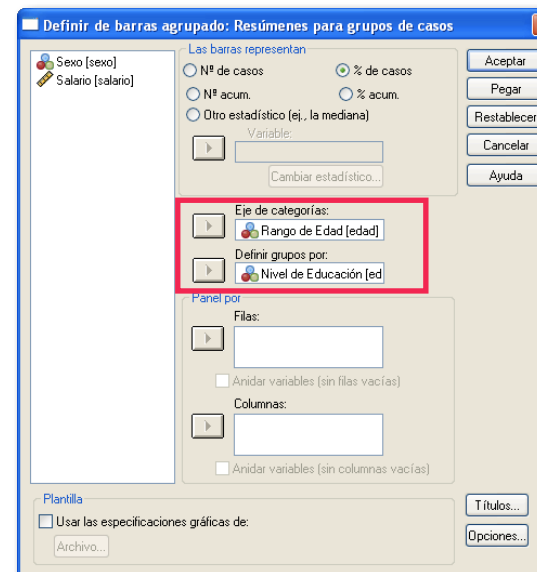 Definir de barras agrupado: Resúmenes para grupos de casos
Sexo [sexo]
Salario [salario]
Las barras representan
Nº de casos
% de casos
Nº acum.
% acum.
Otro estadístico (ej., la mediana)
Variable:
Cambiar estadístico...
Eje de categorías:
Rango de Edad [edad]
Definir grupos por:
Nivel de Educación [ed
Panel por
Filas:
Anidar variables (sin filas vacías)
Columnas:
Anidar variables (sin columnas vacías)
Aceptar
Pegar
Restablecer
Cancelar
Ayuda
Plantilla
Usar las especificaciones gráficas de:
Archivo...
Títulos...
Opciones...